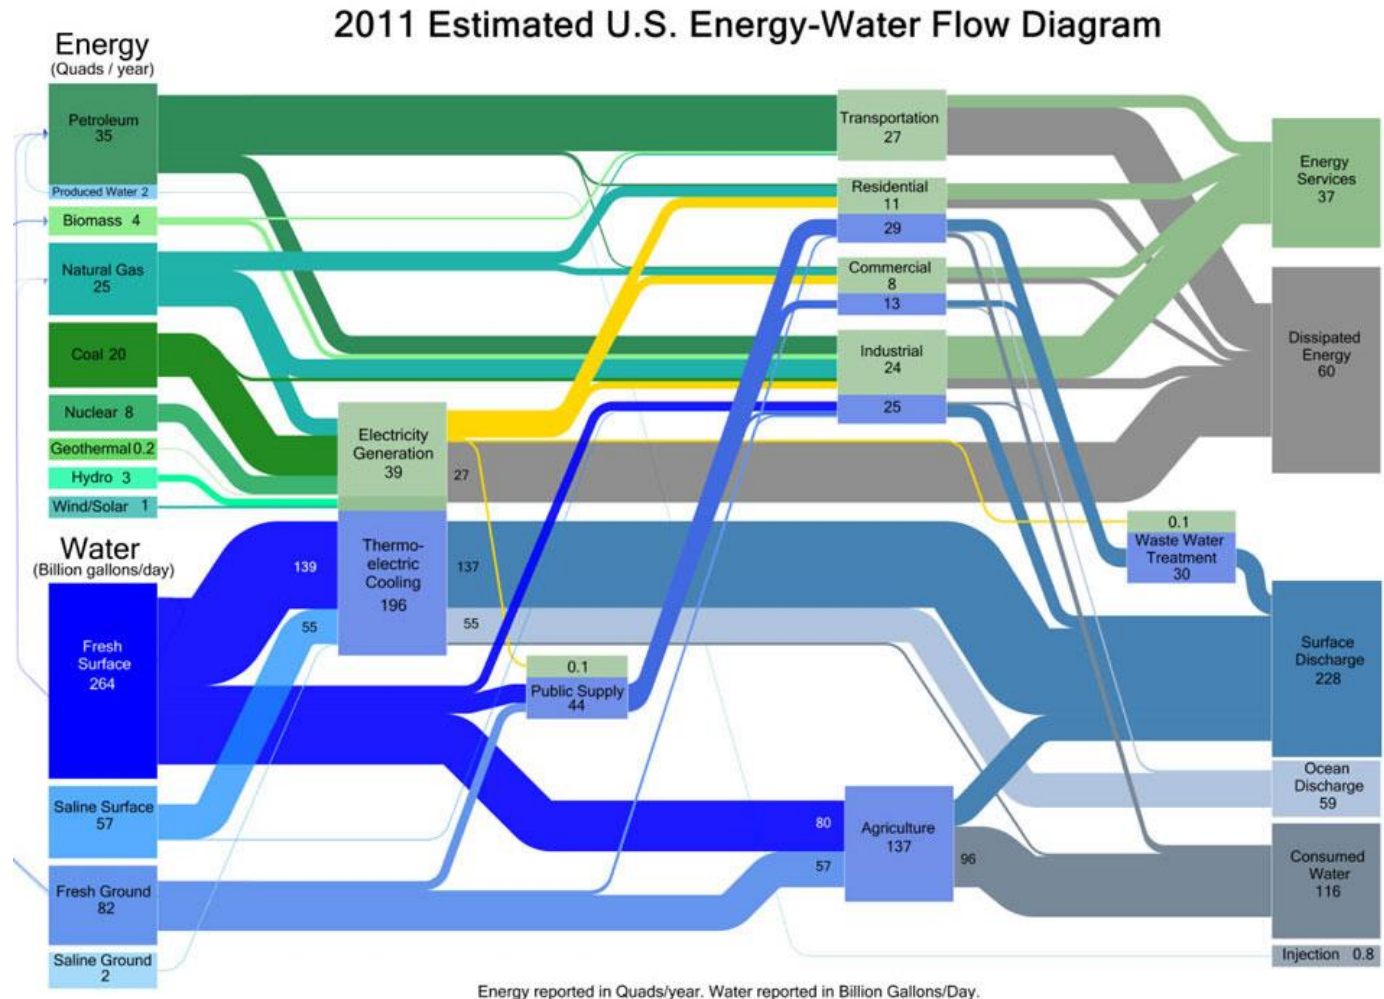 2011 Estimated U.S. Energy-Water Flow Diagram
Energy
(Quads / year)
Petroleum
35
Produced Water 2
Biomass 4
Natural Gas
25
Coal 20
Nuclear 8
Geothermal 0.2
Hydro 3
Wind/Solar 1
Water
(Billion gallons/day)
Fresh
Surface
264
Saline Surface
57
Fresh Ground
82
Saline Ground
2
139
55
Electricity
Generation
39
27
Thermo-
electric
Cooling
196
137
55
0.1
Public Supply
44
Transportation
27
Residential
11
29
Commercial
8
13
Industrial
24
25
80
57
Agriculture
137
96
0.1
Waste Water
Treatment
30
Energy
Services
37
Dissipated
Energy
60
Surface
Discharge
228
Ocean
Discharge
59
Consumed
Water
116
Injection 0.8
Energy reported in Quads/year. Water reported in Billion Gallons/Day.